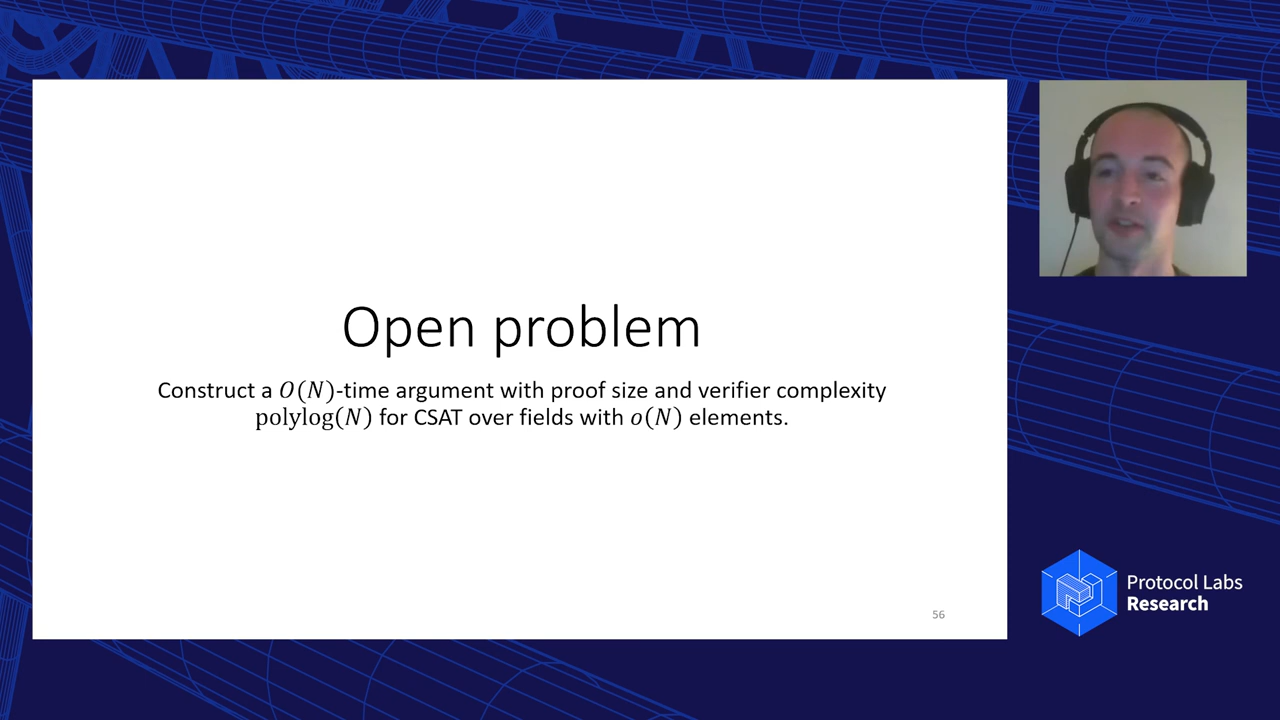 Open problem
Construct a O(N)-time argument with proof size and verifier complexity
polylog(N) for CSAT over fields with o(N) elements.
56
Protocol Labs
Research